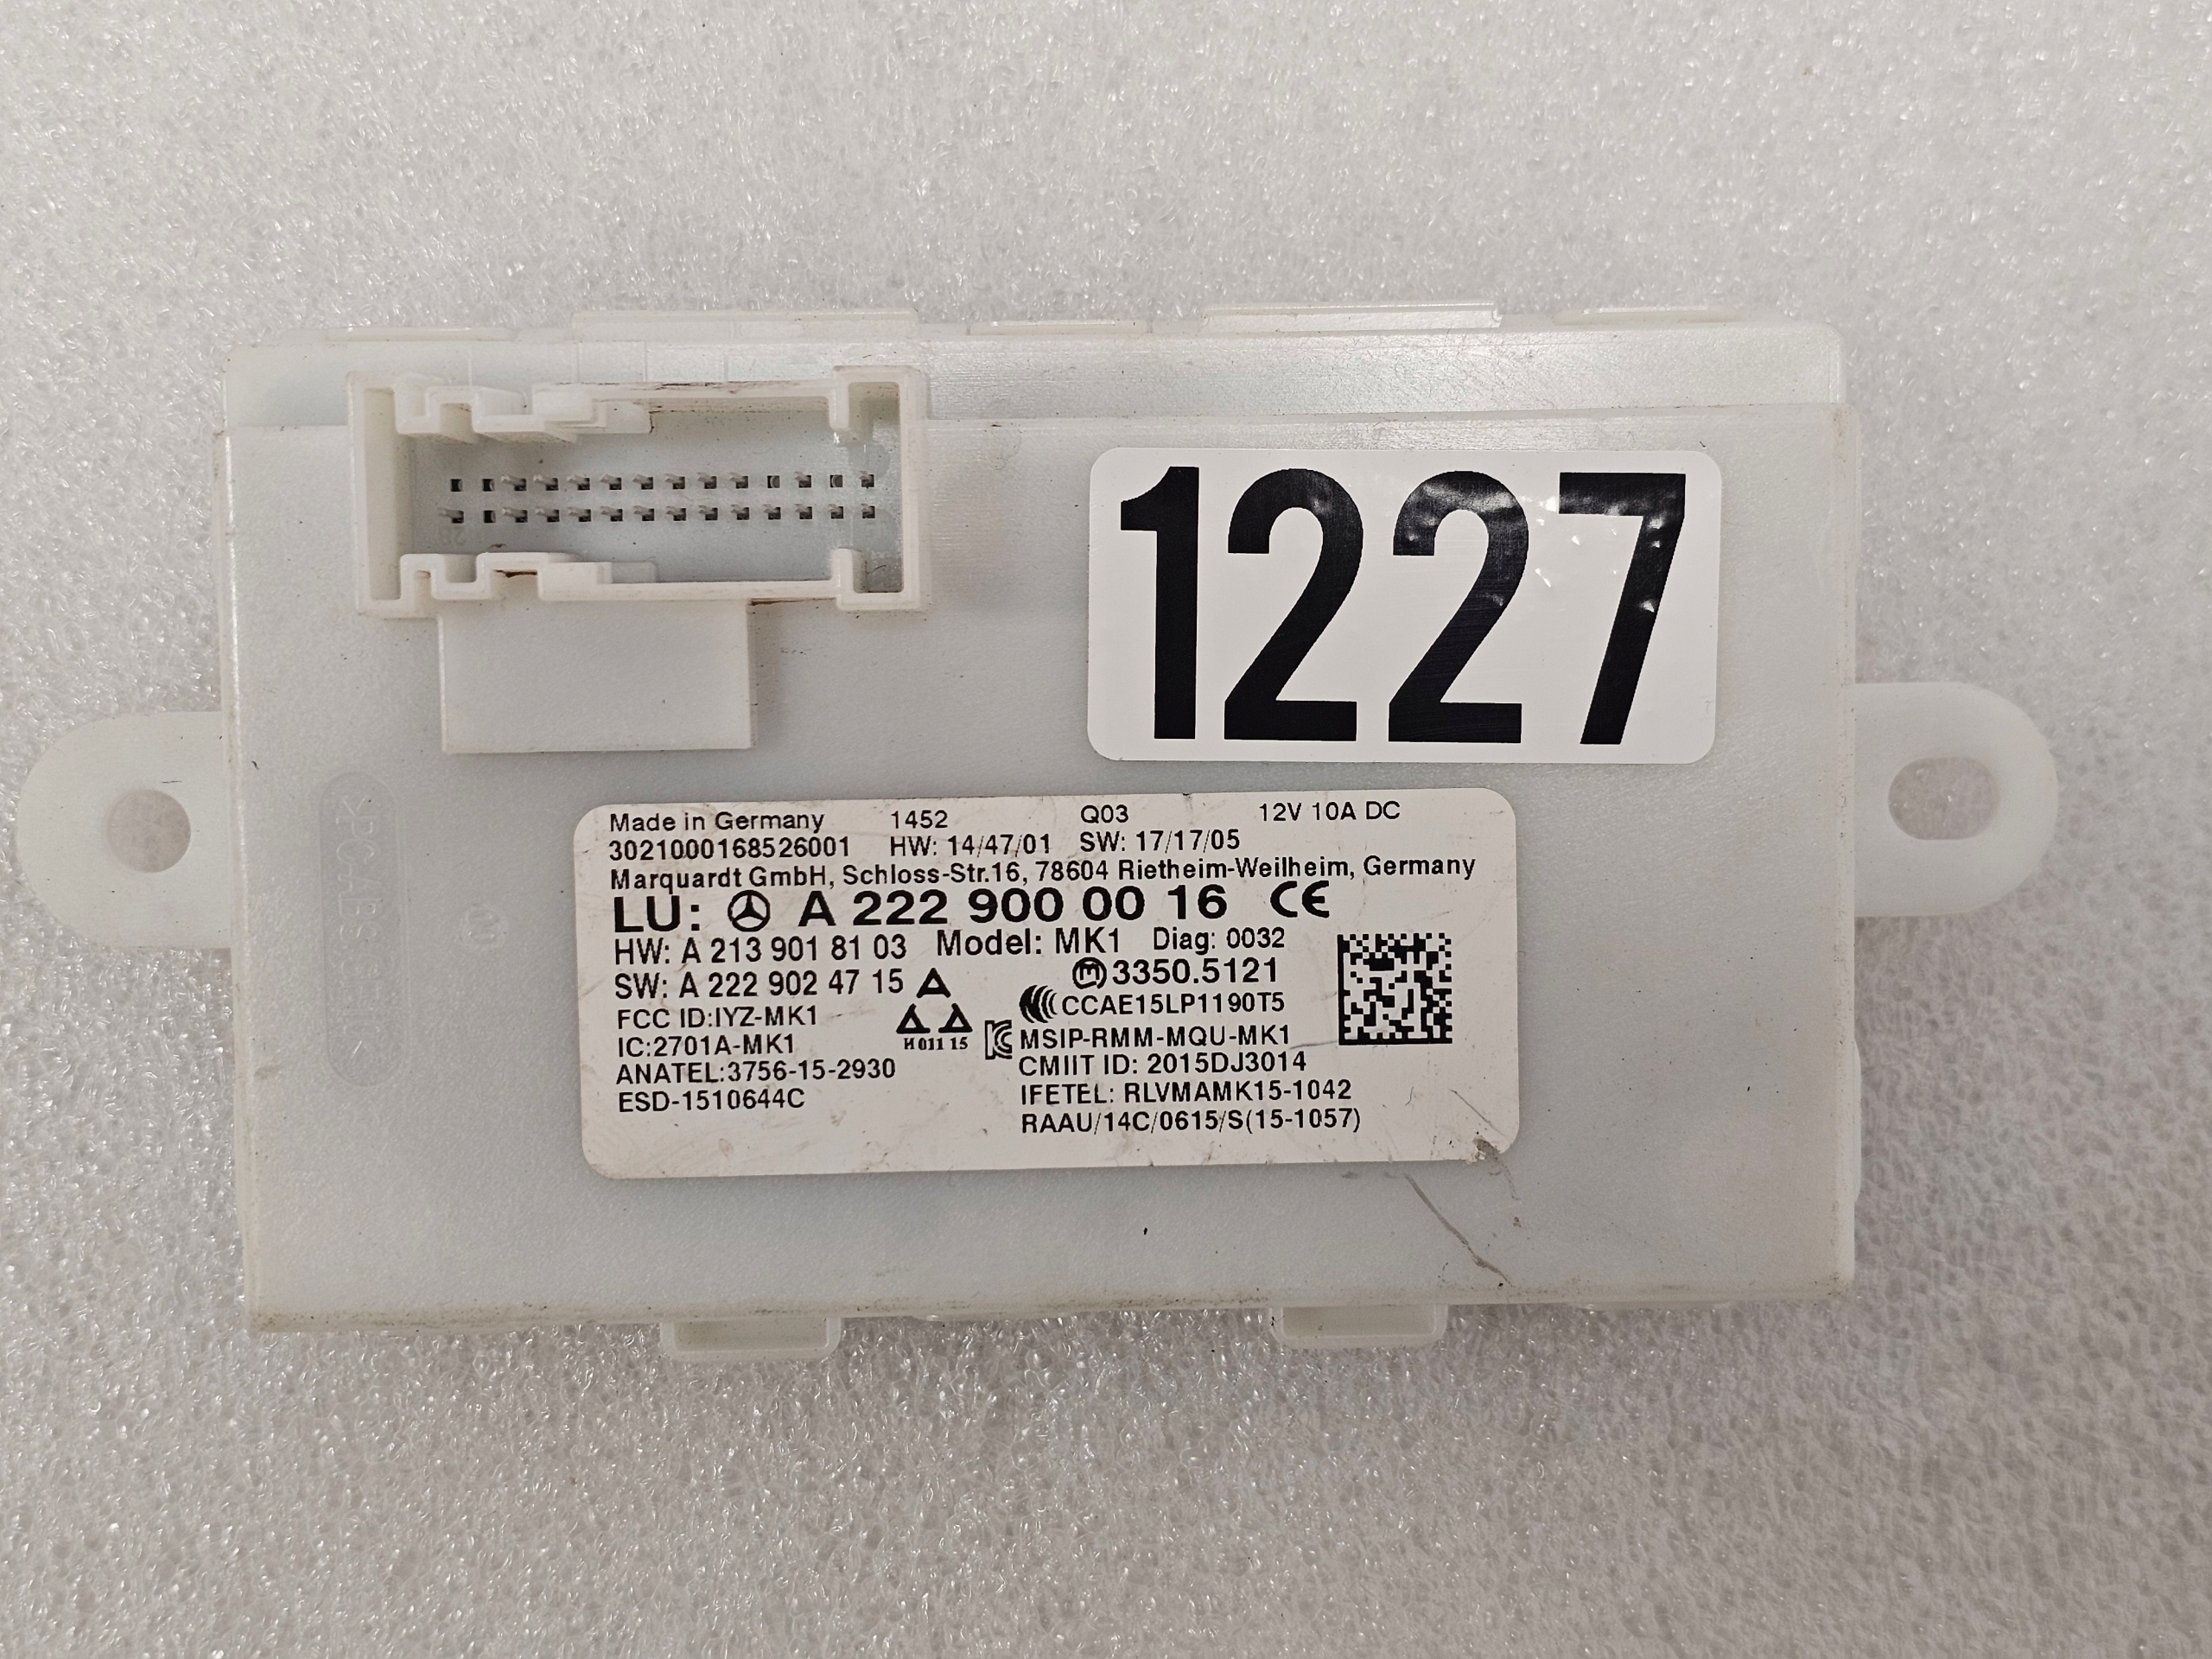 1227
Made in Germany 1452 Q03 12V 10A DC
3021000168526001 HW: 14/47/01 SW: 17/17/05
Marquardt GmbH, Schloss-Str.16, 78604 Rietheim-Weilheim, Germany
LU: A 222 900 00 16 CE
HW: A 213 901 81 03 Model: MK1 Diag: 0032
SW: A 222 902 47 15 3350.5121
CCAE15LP1190T5
FCC ID:IYZ-MK1
H 011 15
MSIP-RMM-MQU-MK1
IC:2701A-MK1
CMIIT ID: 2015DJ3014
ANATEL:3756-15-2930
IFETEL: RLVMAMK15-1042
ESD-1510644C
RAAU/14C/0615/S(15-1057)